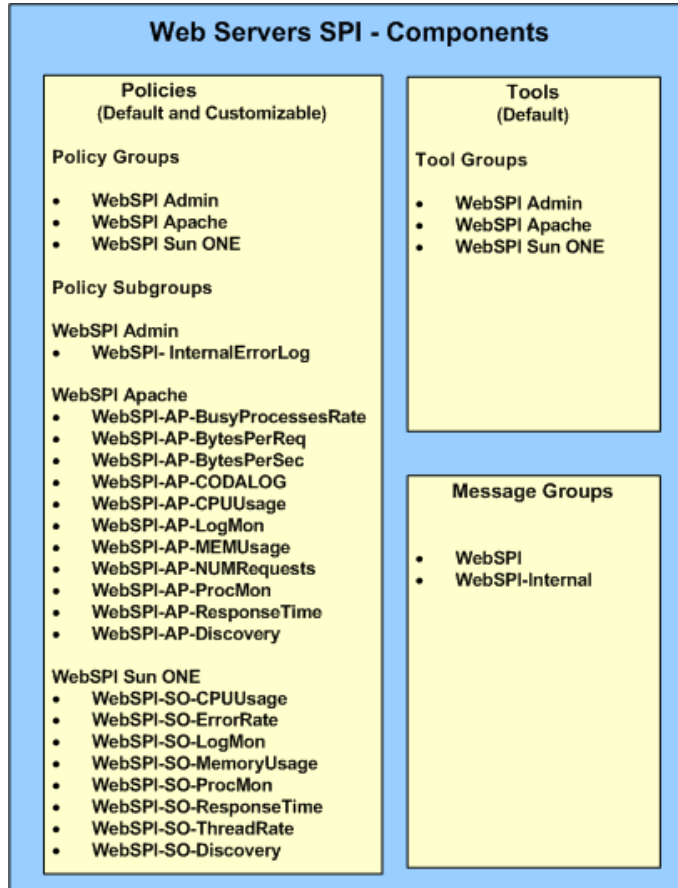 Web Servers SPI - Components
Policies
(Default and Customizable)
Policy Groups
• WebSPI Admin
• WebSPI Apache
• WebSPI Sun ONE
Policy Subgroups
WebSPI Admin
• WebSPI- InternalErrorLog
WebSPI Apache
• WebSPI-AP-BusyProcessesRate
• WebSPI-AP-BytesPerReq
• WebSPI-AP-BytesPerSec
• WebSPI-AP-CODALOG
• WebSPI-AP-CPUUsage
• WebSPI-AP-LogMon
• WebSPI-AP-MEMUsage
• WebSPI-AP-NUMRequests
• WebSPI-AP-ProcMon
• WebSPI-AP-ResponseTime
• WebSPI-AP-Discovery
WebSPI Sun ONE
• WebSPI-SO-CPUUsage
• WebSPI-SO-ErrorRate
• WebSPI-SO-LogMon
• WebSPI-SO-MemoryUsage
• WebSPI-SO-ProcMon
• WebSPI-SO-ResponseTime
• WebSPI-SO-ThreadRate
• WebSPI-SO-Discovery
Tools
(Default)
Tool Groups
• WebSPI Admin
• WebSPI Apache
• WebSPI Sun ONE
Message Groups
• WebSPI
• WebSPI-Internal